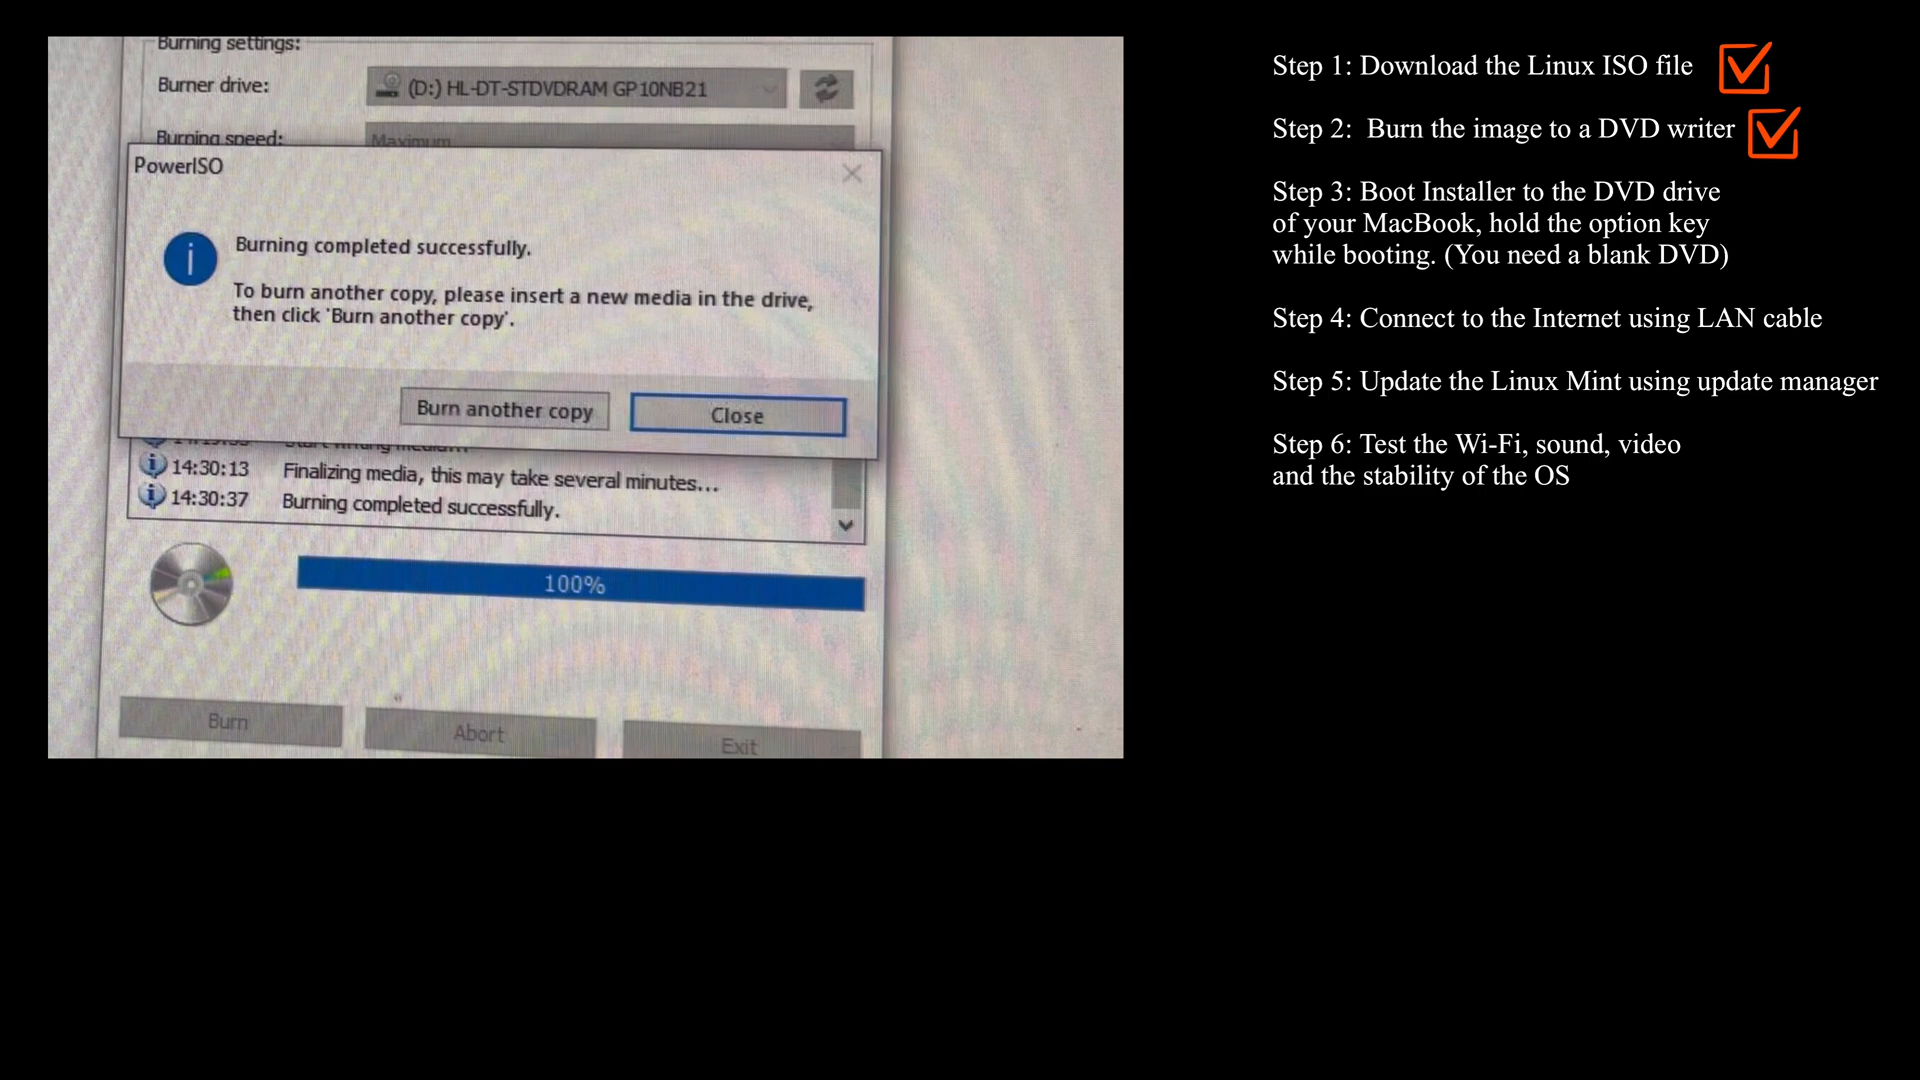 Burning settings:
Burner drive:
(D:) HL-DT-STDVDRAM GP10NB21
Burning speed:
Maximum
PowerISO
Burning completed successfully.
To burn another copy, please insert a new media in the drive,
then click 'Burn another copy'.
Burn another copy
Close
14:30:13 Finalizing media, this may take several minutes...
14:30:37 Burning completed successfully.
100%
Burn
Abort
Exit
Step 1: Download the Linux ISO file
Step 2: Burn the image to a DVD writer
Step 3: Boot Installer to the DVD drive
of your MacBook, hold the option key
while booting. (You need a blank DVD)
Step 4: Connect to the Internet using LAN cable
Step 5: Update the Linux Mint using update manager
Step 6: Test the Wi-Fi, sound, video
and the stability of the OS